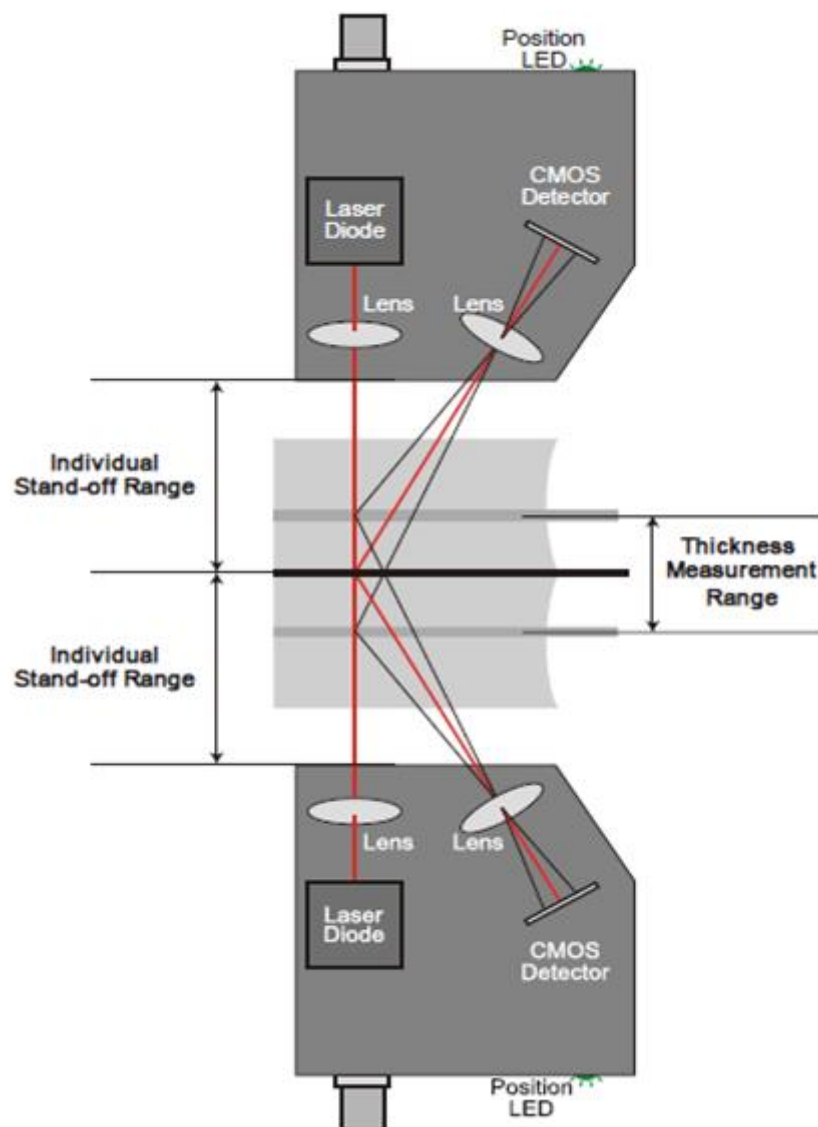 Position
LED
CMOS
Detector
Laser
Diode
Lens
Lens
Individual
Stand-off Range
Thickness
Measurement
Range
Individual
Stand-off Range
Lens
Lens
Laser
Diode
CMOS
Detector
Position
LED